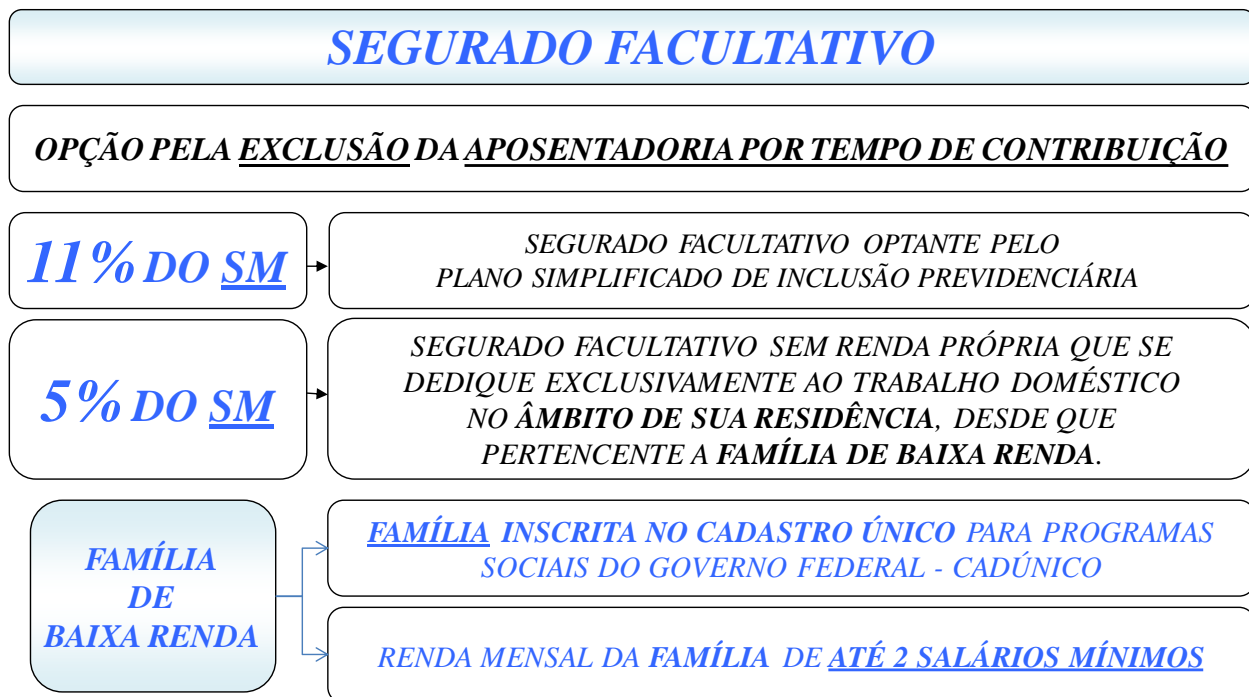 SEGURADO FACULTATIVO
OPÇÃO PELA EXCLUSÃO DA APOSENTADORIA POR TEMPO DE CONTRIBUIÇÃO
11% DO SM
SEGURADO FACULTATIVO OPTANTE PELO
PLANO SIMPLIFICADO DE INCLUSÃO PREVIDENCIÁRIA
5% DO SM
SEGURADO FACULTATIVO SEM RENDA PRÓPRIA QUE SE
DEDIQUE EXCLUSIVAMENTE AO TRABALHO DOMÉSTICO
NO ÂMBITO DE SUA RESIDÊNCIA, DESDE QUE
PERTENCENTE A FAMÍLIA DE BAIXA RENDA.
FAMÍLIA
DE
BAIXA RENDA
FAMÍLIA INSCRITA NO CADASTRO ÚNICO PARA PROGRAMAS
SOCIAIS DO GOVERNO FEDERAL - CADÚNICO
RENDA MENSAL DA FAMÍLIA DE ATÉ 2 SALÁRIOS MÍNIMOS